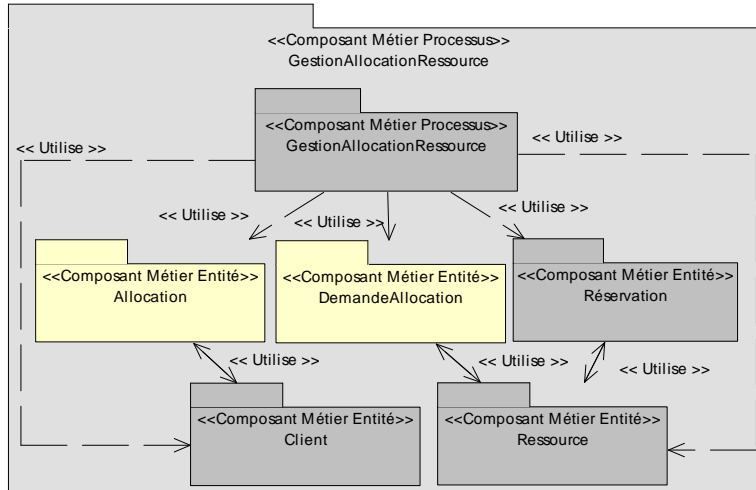 <<Composant Métier Processus>>
GestionAllocationRessource
<<Composant Métier Processus>>
GestionAllocationRessource
<< Utilise >>
<< Utilise >>
<< Utilise >>
<< Utilise >>
<< Utilise >>
<<Composant Métier Entité>>
Allocation
<<Composant Métier Entité>>
DemandeAllocation
<<Composant Métier Entité>>
Réservation
<< Utilise >>
<< Utilise >>
<< Utilise >>
<<Composant Métier Entité>>
Client
<<Composant Métier Entité>>
Ressource